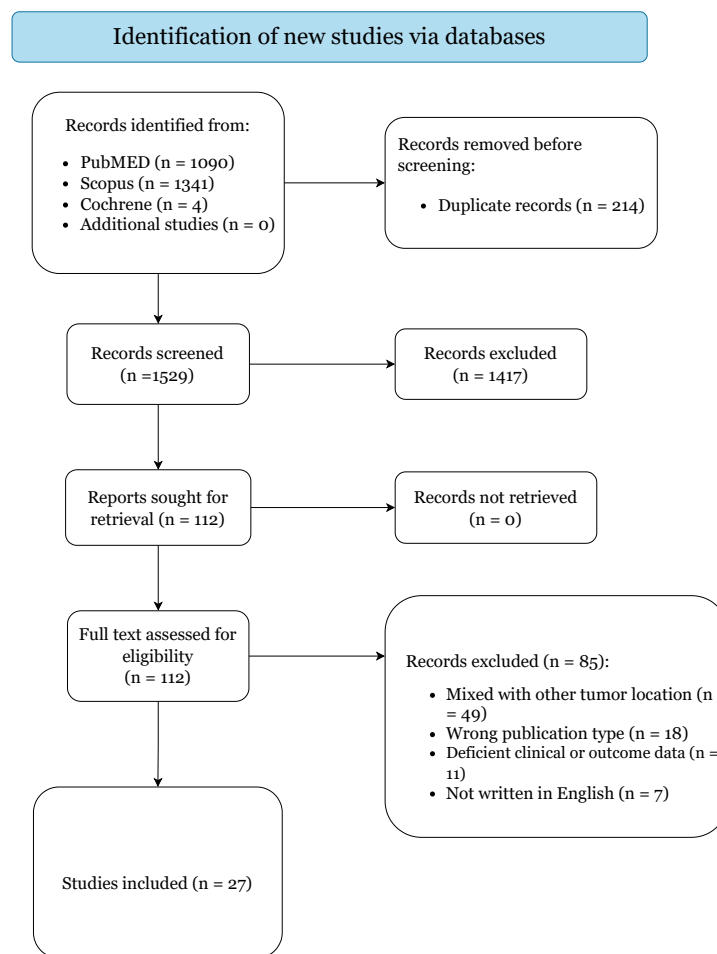 Identification of new studies via databases
Records identified from:
• PubMED (n = 1090)
• Scopus (n = 1341)
• Cochrene (n = 4)
• Additional studies (n = 0)
Records removed before
screening:
• Duplicate records (n = 214)
Records screened
(n =1529)
Records excluded
(n = 1417)
Reports sought for
retrieval (n = 112)
Records not retrieved
(n = 0)
Full text assessed for
eligibility
(n = 112)
Records excluded (n = 85):
• Mixed with other tumor location (n
= 49)
• Wrong publication type (n = 18)
• Deficient clinical or outcome data (n =
11)
• Not written in English (n = 7)
Studies included (n = 27)